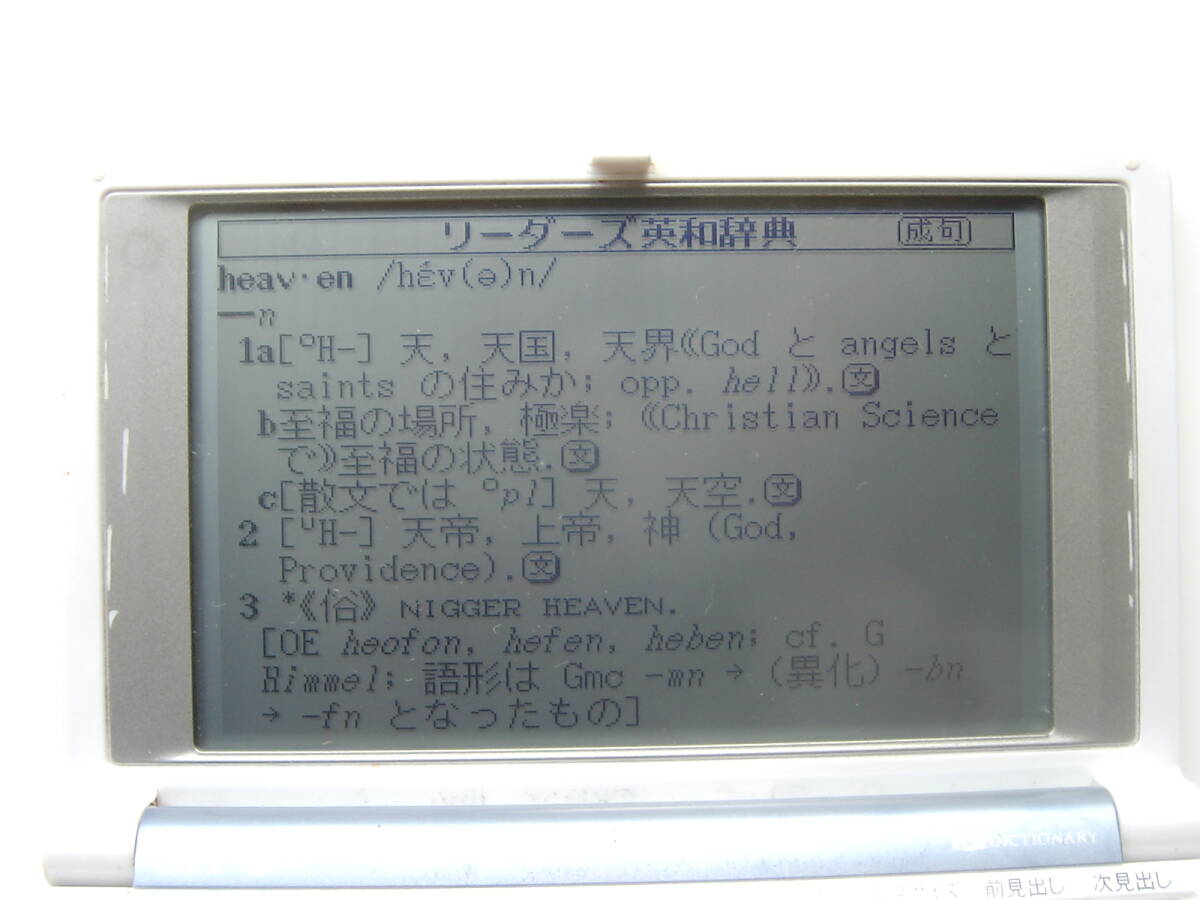 リーダーズ英和辞典 成句
heav·en /hév(ə)n/
━n
1a[ᴼH-] 天, 天国, 天界《God と angels と
saints の住みか; opp. hell》.文
b至福の場所, 極楽; 《Christian Science
で》至福の状態.文
c[散文では ᴼpl] 天, 天空.文
2 [ᵁH-] 天帝, 上帝, 神 (God,
Providence).文
3 *《俗》 NIGGER HEAVEN.
[OE heofon, hefen, heben; cf. G
Himmel; 語形は Gmc -mn → (異化) -bn
→ -fn となったもの]
DICTIONARY
前見出し 次見出し